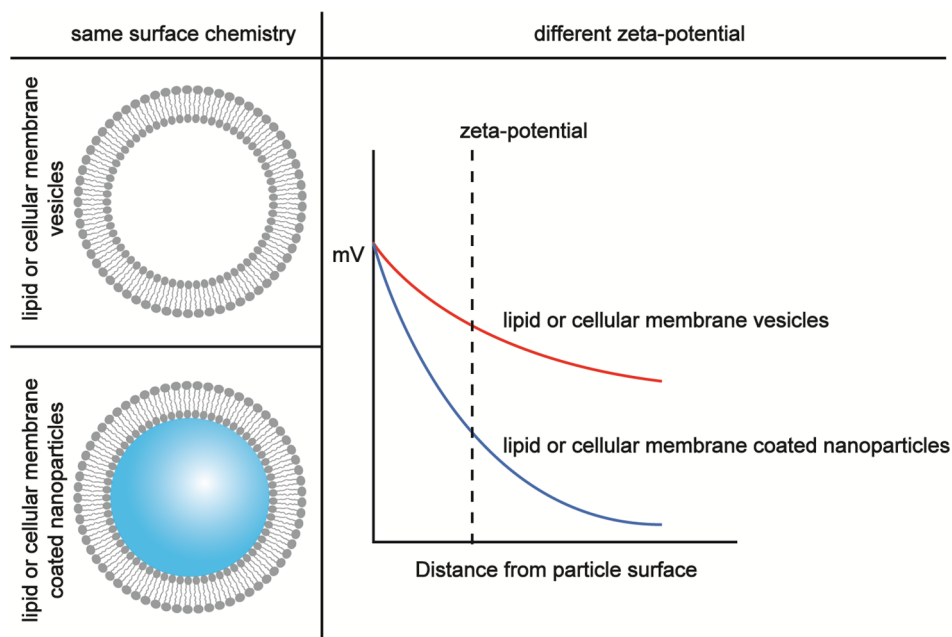 same surface chemistry
different zeta-potential
lipid or cellular membrane
vesicles
zeta-potential
mV
lipid or cellular membrane vesicles
lipid or cellular membrane
coated nanoparticles
lipid or cellular membrane coated nanoparticles
Distance from particle surface